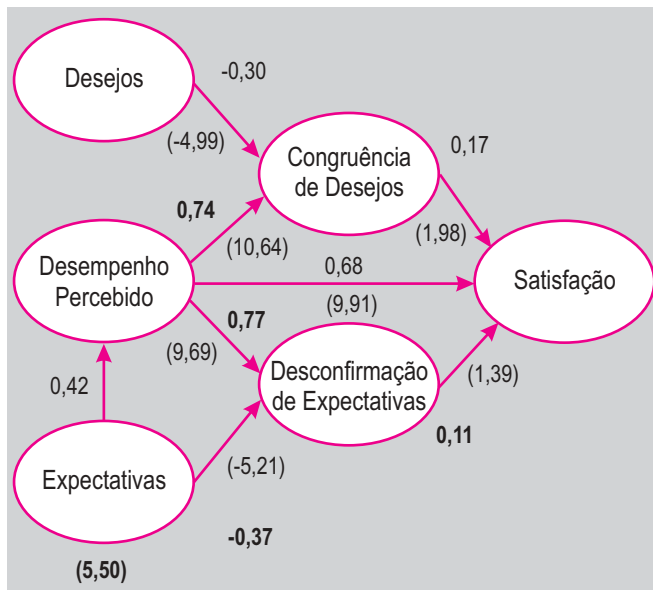 Desejos
-0,30
(-4,99)
Congruência
de Desejos
0,17
0,74
(10,64)
(1,98)
Desempenho
Percebido
0,68
(9,91)
Satisfação
0,77
(9,69)
Desconfirmação
de Expectativas
(1,39)
0,42
0,11
Expectativas
(-5,21)
-0,37
(5,50)